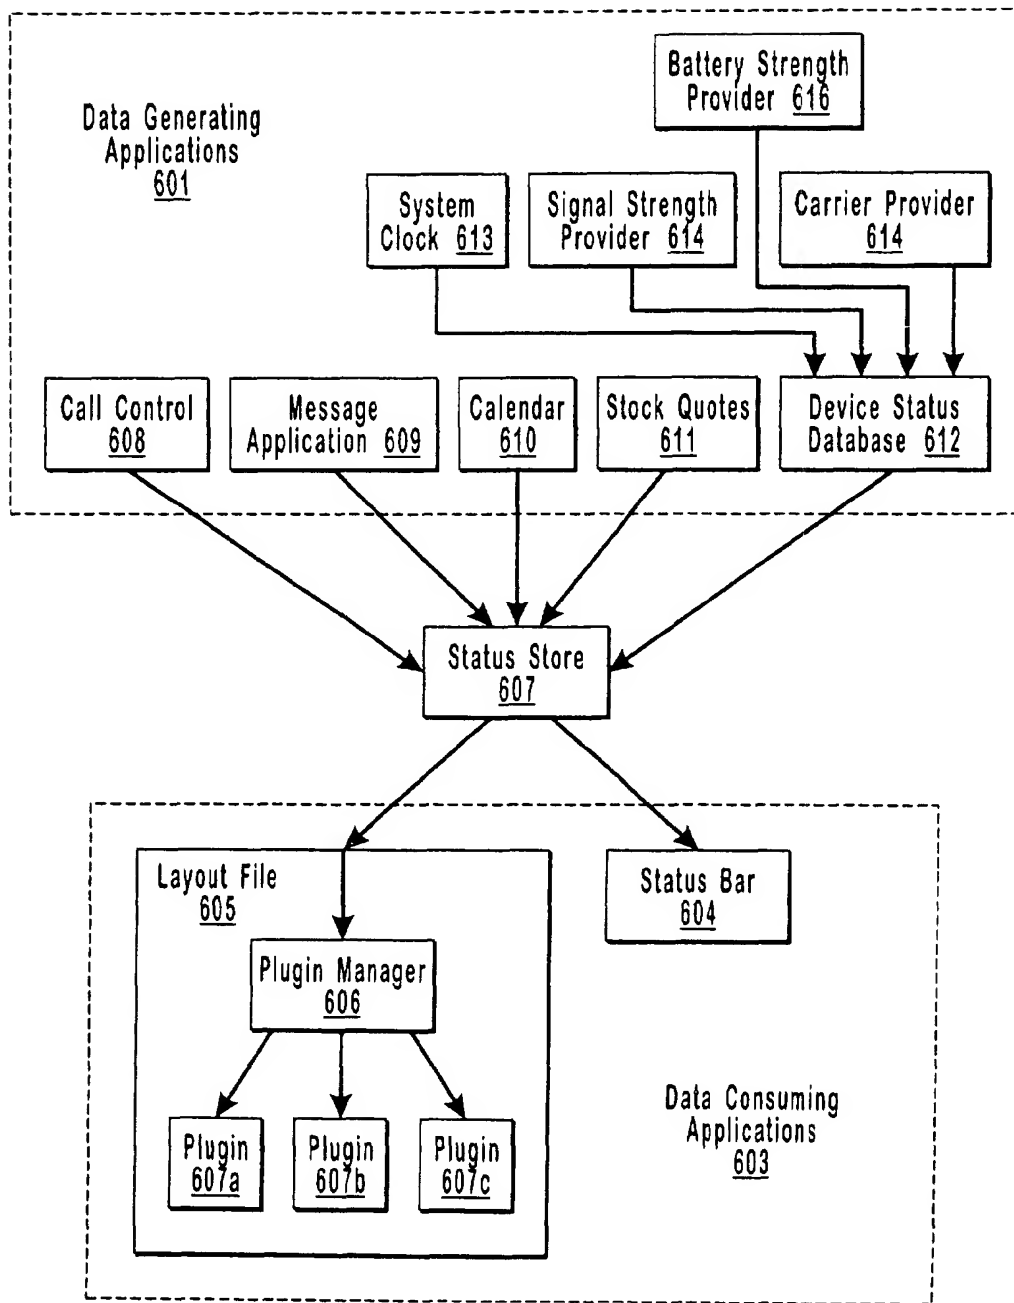 Battery Strength
Provider 616
Data Generating
Applications
601
System
Clock 613
Signal Strength
Provider 614
Carrier Provider
614
Call Control
608
Message
Application 609
Calendar
610
Stock Quotes
611
Device Status
Database 612
Status Store
607
Layout File
605
Status Bar
604
Plugin Manager
606
Data Consuming
Applications
603
Plugin
607a
Plugin
607b
Plugin
607c